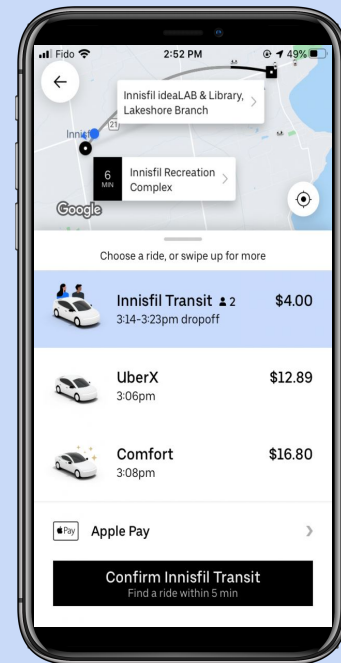 Fido 2:52 PM 49%
Innisfil ideaLAB & Library,
Lakeshore Branch
21
Innisf
6
MIN
Innisfil Recreation
Complex
Google
Choose a ride, or swipe up for more
Innisfil Transit 2 $4.00
3:14-3:23pm dropoff
UberX $12.89
3:06pm
Comfort $16.80
3:08pm
Pay Apple Pay
Confirm Innisfil Transit
Find a ride within 5 min